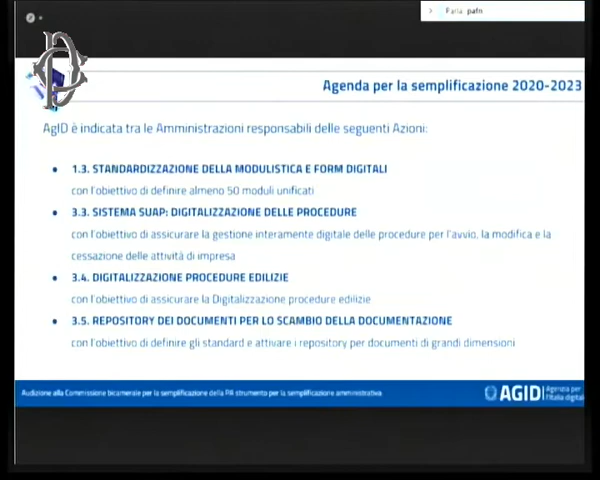 Agenda per la semplificazione 2020-2023
AgID è indicata tra le Amministrazioni responsabili delle seguenti Azioni:
1.3. STANDARDIZZAZIONE DELLA MODULISTICA E FORM DIGITALI
con l'obiettivo di definire almeno 50 moduli unificati
3.3. SISTEMA SUAP: DIGITALIZZAZIONE DELLE PROCEDURE
con l'obiettivo di assicurare la gestione interamente digitale delle procedure per l'avvio, la modifica e la
cessazione delle attività di impresa
3.4. DIGITALIZZAZIONE PROCEDURE EDILIZIE
con l'obiettivo di assicurare la Digitalizzazione procedure edilizie
3.5. REPOSITORY DEI DOCUMENTI PER LO SCAMBIO DELLA DOCUMENTAZIONE
con l'obiettivo di definire gli standard e attivare i repository per documenti di grandi dimensioni
Audizione alla Commissione bicamerale per la semplificazione della PA strumento per la semplificazione amministrativa
AGID Agenzia per
l'Italia digitale